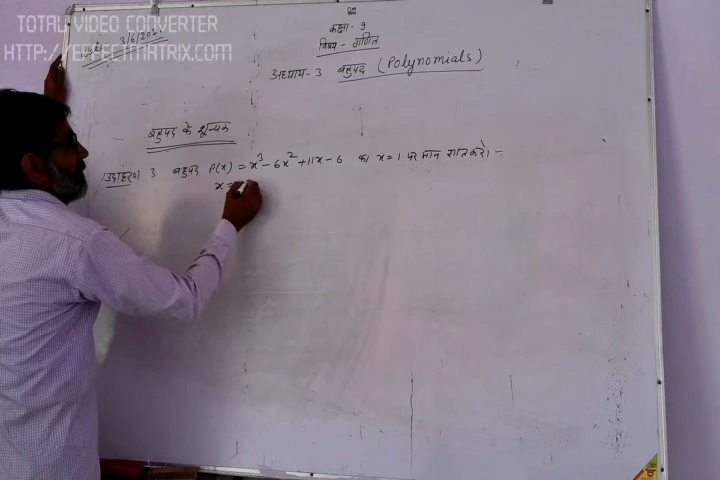 TOTAL VIDEO CONVERTER
HTTP://EFFECTMATRIX.COM
कक्षा - 9
विषय - गणित
अध्याय - 3 बहुपद (Polynomials)
बहुपद के शून्यक
उदाहरण 3 बहुपद P(x) = x³ - 6x² + 11x - 6 का x = 1 पर मान ज्ञात करो। -
x =